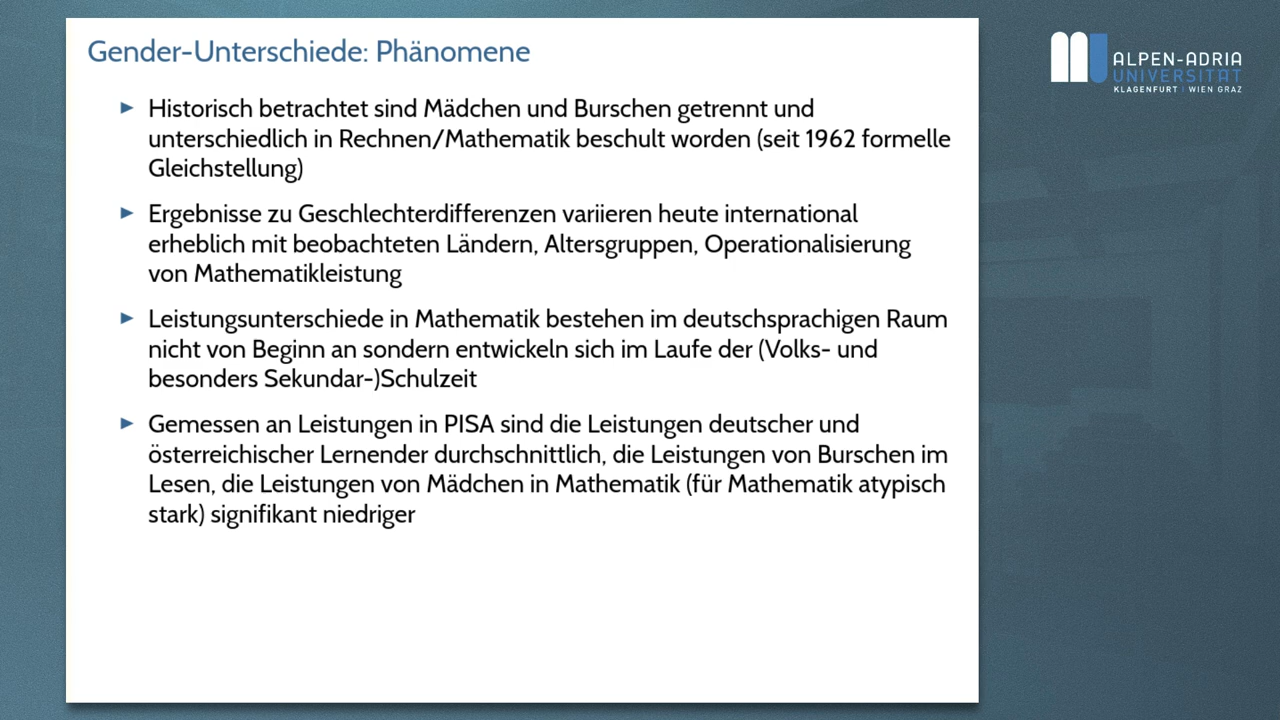 Gender-Unterschiede: Phänomene
► Historisch betrachtet sind Mädchen und Burschen getrennt und
unterschiedlich in Rechnen/Mathematik beschult worden (seit 1962 formelle
Gleichstellung)
► Ergebnisse zu Geschlechterdifferenzen variieren heute international
erheblich mit beobachteten Ländern, Altersgruppen, Operationalisierung
von Mathematikleistung
► Leistungsunterschiede in Mathematik bestehen im deutschsprachigen Raum
nicht von Beginn an sondern entwickeln sich im Laufe der (Volks- und
besonders Sekundar-)Schulzeit
► Gemessen an Leistungen in PISA sind die Leistungen deutscher und
österreichischer Lernender durchschnittlich, die Leistungen von Burschen im
Lesen, die Leistungen von Mädchen in Mathematik (für Mathematik atypisch
stark) signifikant niedriger
ALPEN-ADRIA
UNIVERSITÄT
KLAGENFURT | WIEN GRAZ